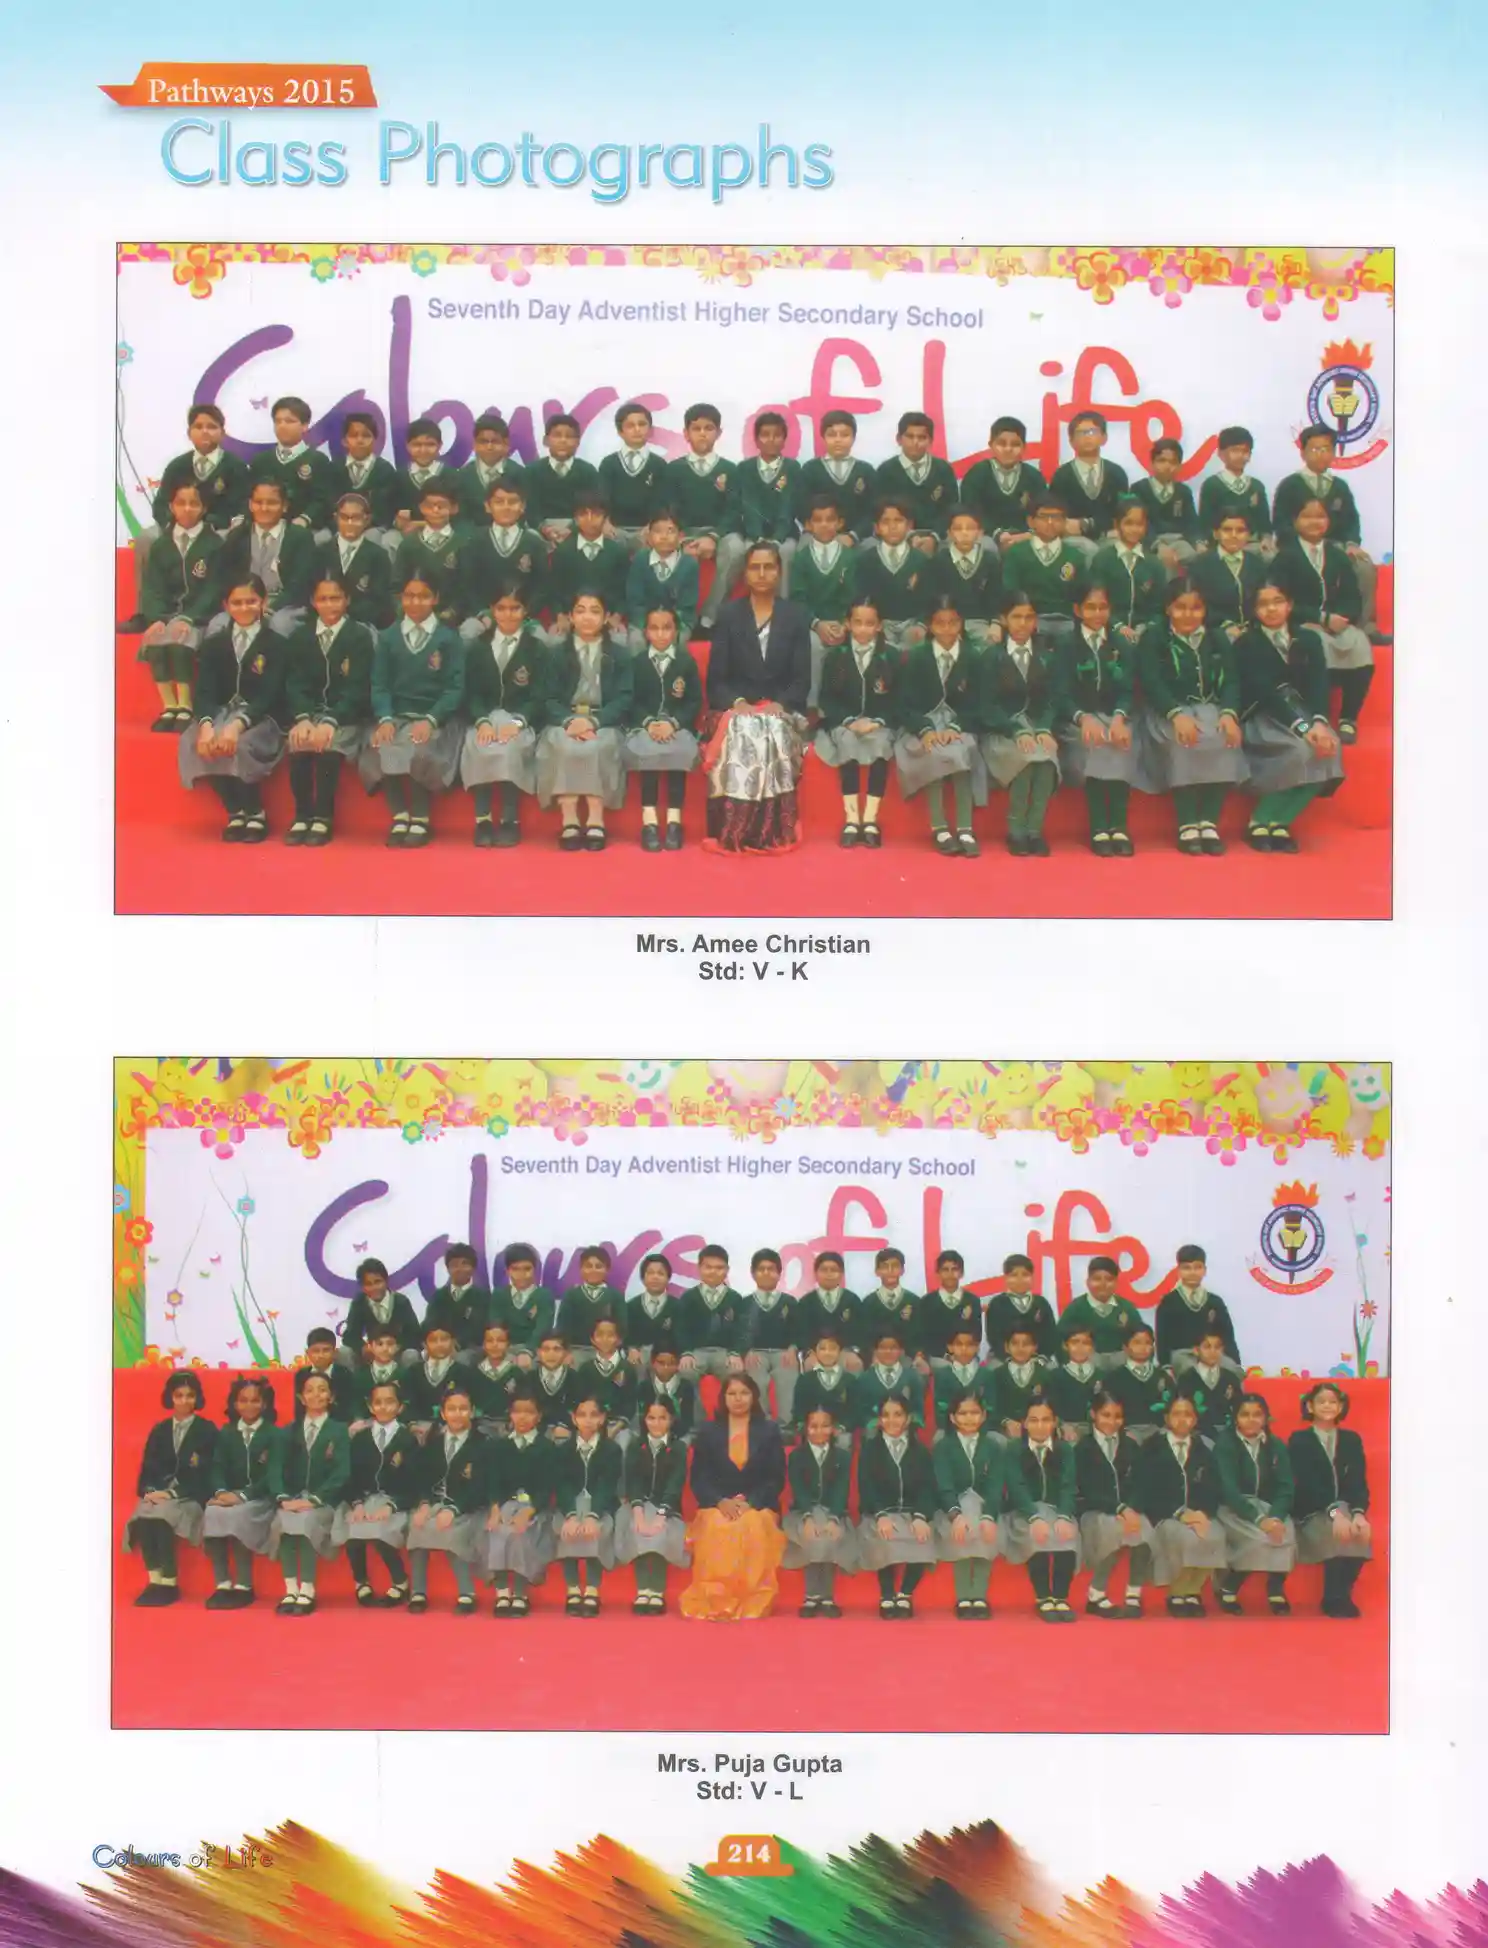 Pathways 2015
Class Photographs
Seventh Day Adventist Higher Secondary School
Colours of Life
Mrs. Amee Christian
Std: V - K
Seventh Day Adventist Higher Secondary School
Colours of Life
Mrs. Puja Gupta
Std: V - L
Colours of Life
214